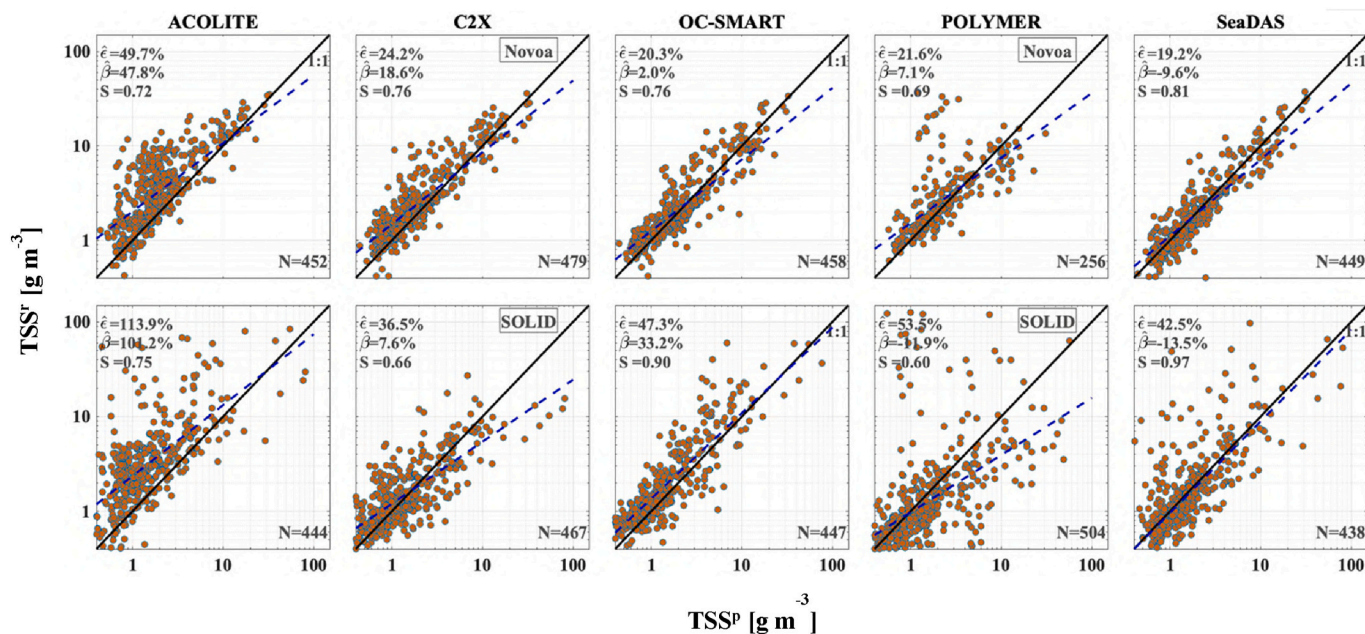 ACOLITE C2X OC-SMART POLYMER SeaDAS
100
10
1
ε̂=49.7%
β̂=47.8%
S =0.72
1:1
N=452
ε̂=24.2%
β̂=18.6%
S =0.76
Novoa
N=479
ε̂=20.3%
β̂=2.0%
S =0.76
N=458
ε̂=21.6%
β̂=7.1%
S =0.69
Novoa
N=256
ε̂=19.2%
β̂=-9.6%
S =0.81
1:1
N=449
TSSʳ [g m⁻³]
100
10
1
ε̂=113.9%
β̂=101.2%
S =0.75
N=444
ε̂=36.5%
β̂=7.6%
S =0.66
SOLID
N=467
ε̂=47.3%
β̂=33.2%
S =0.90
1:1
N=447
ε̂=53.5%
β̂=-11.9%
S =0.60
SOLID
N=504
ε̂=42.5%
β̂=-13.5%
S =0.97
1:1
N=438
1 10 100 1 10 100 1 10 100 1 10 100 1 10 100
TSSᵖ [g m⁻³]